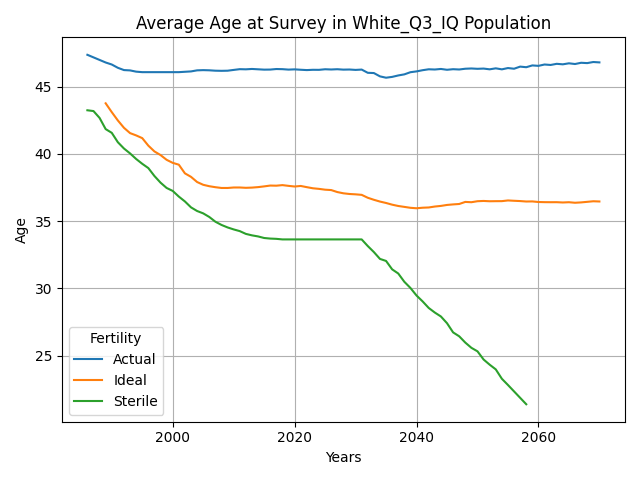 Average Age at Survey in White_Q3_IQ Population
Age
45
40
35
30
25
Fertility
Actual
Ideal
Sterile
2000
2020
2040
2060
Years